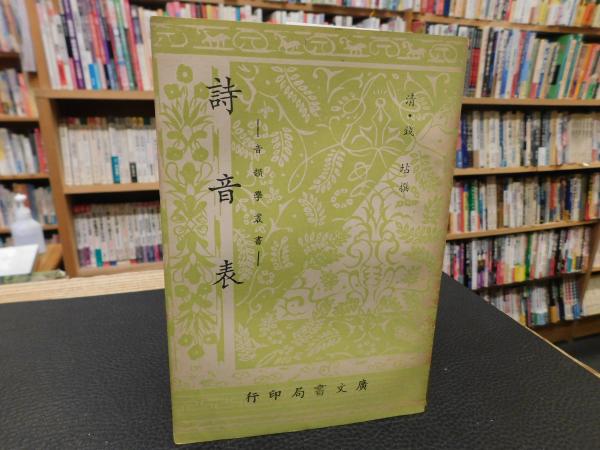 清・錢坫撰
詩音表
—音韻學叢書—
廣文書局印行